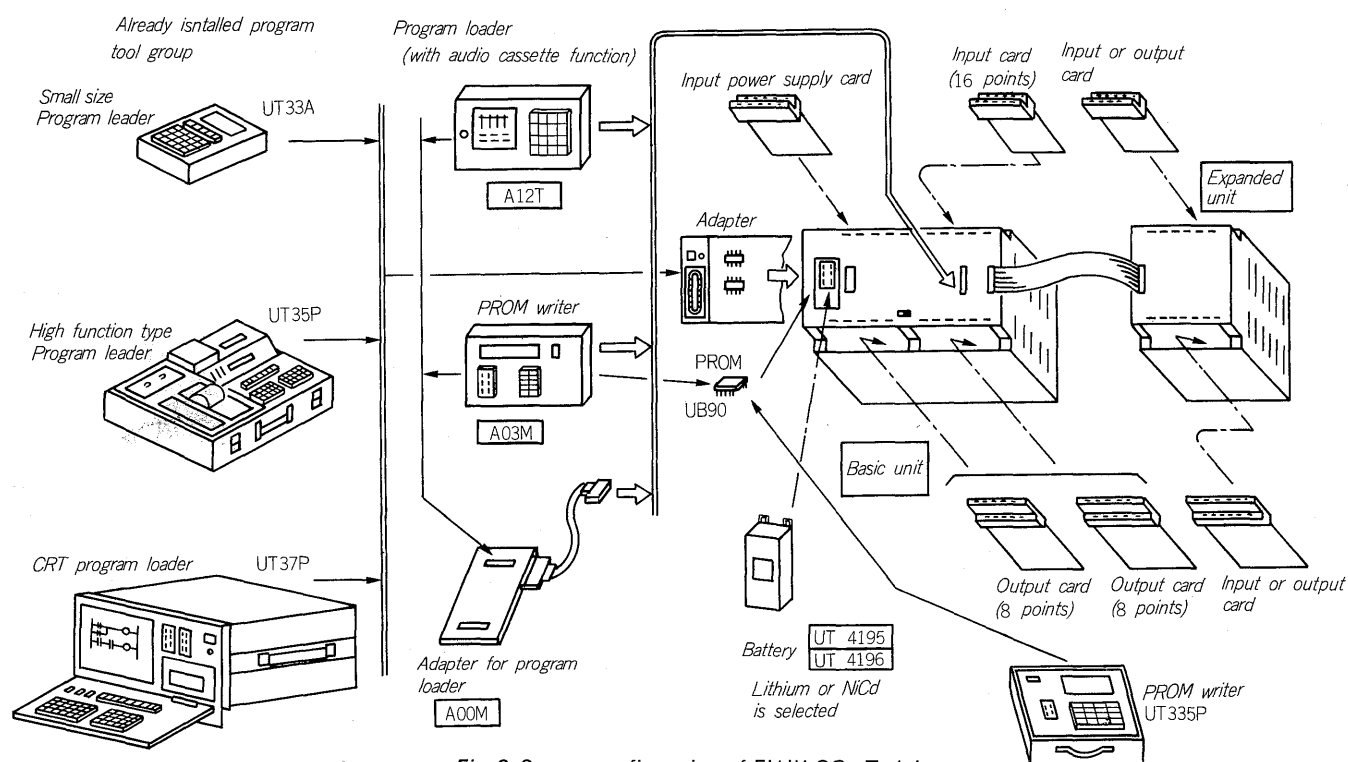 Already isntalled program
tool group
Small size
Program leader
UT33A
High function type
Program leader
UT35P
CRT program loader
UT37P
Program loader
(with audio cassette function)
A12T
PROM writer
A03M
Adapter for program
loader
A00M
Input power supply card
Input card
(16 points)
Input or output
card
Expanded
unit
Adapter
PROM
UB90
Basic unit
Battery
UT 4195
UT 4196
Lithium or NiCd
is selected
Output card
(8 points)
Output card
(8 points)
Input or output
card
PROM writer
UT335P